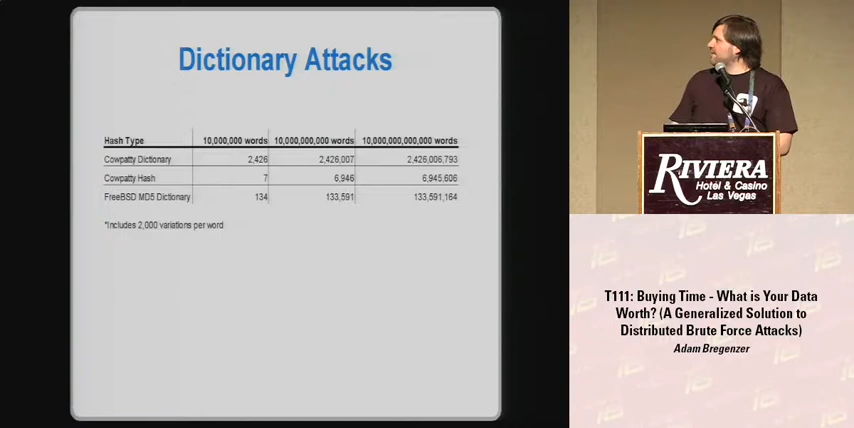 Dictionary Attacks
Hash Type 10,000,000 words 10,000,000,000 words 10,000,000,000,000 words
Cowpatty Dictionary 2,426 2,426,007 2,426,006,793
Cowpatty Hash 7 6,946 6,945,606
FreeBSD MD5 Dictionary 134 133,591 133,591,164
*Includes 2,000 variations per word
RIVIERA
Hotel & Casino
Las Vegas
T111: Buying Time - What is Your Data
Worth? (A Generalized Solution to
Distributed Brute Force Attacks)
Adam Bregenzer